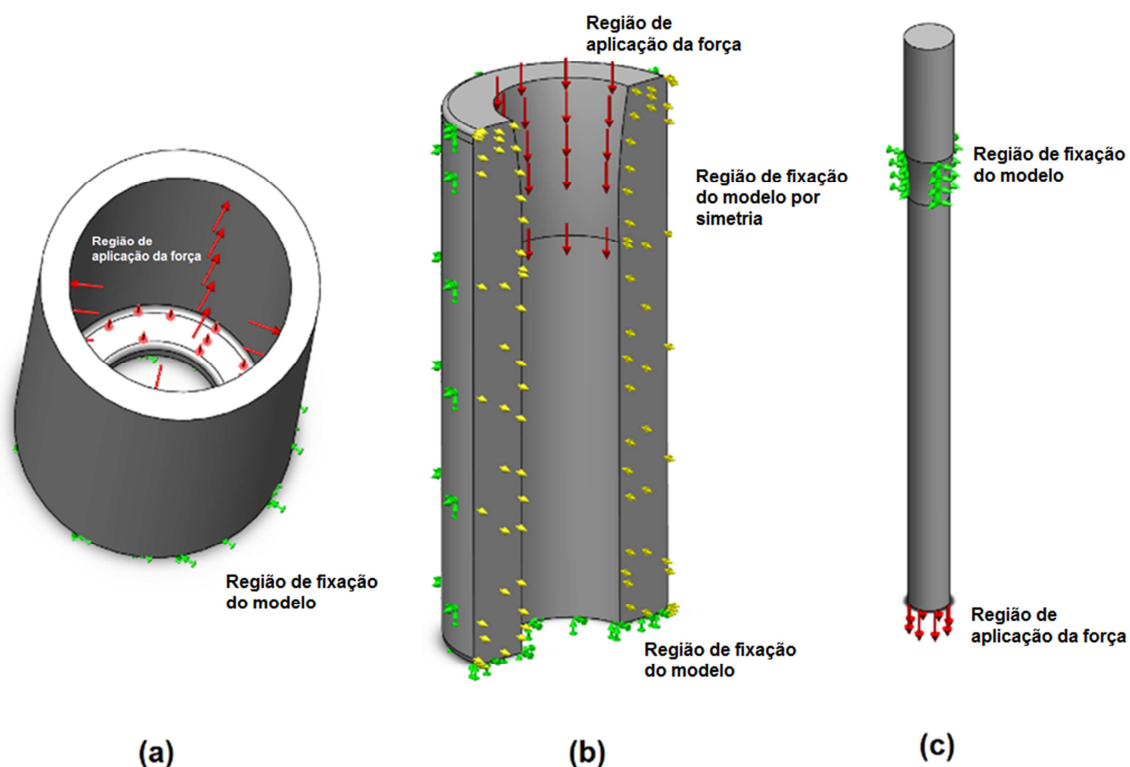 Região de
aplicação da força
Região de fixação
do modelo
(a)
Região de
aplicação da força
Região de fixação
do modelo por
simetria
Região de fixação
do modelo
(b)
Região de fixação
do modelo
Região de
aplicação da força
(c)